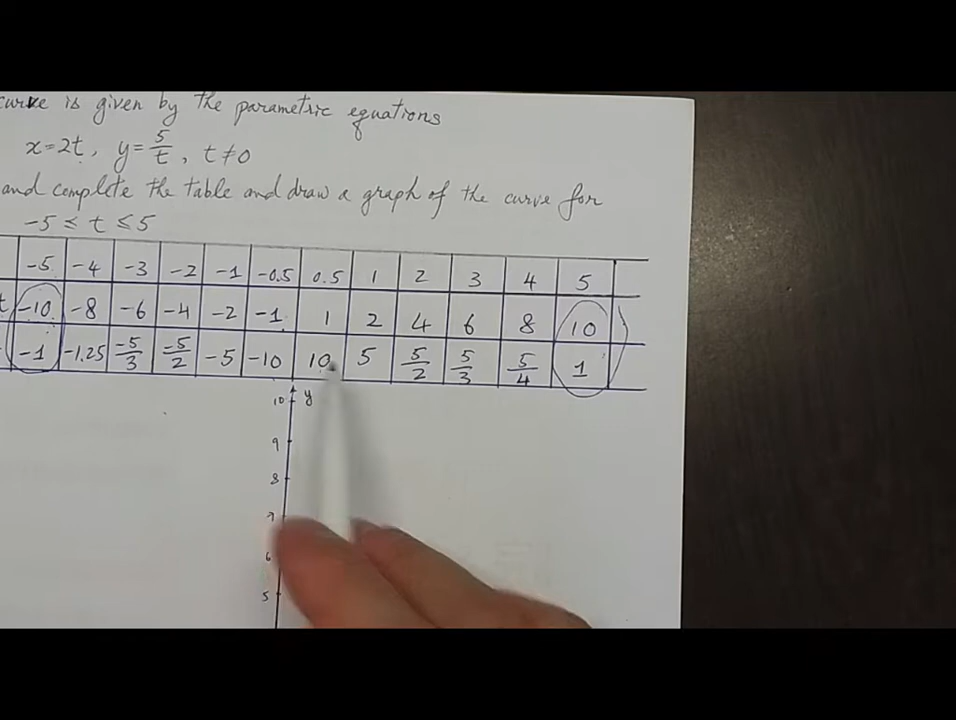 curve is given by the parametric equations
x=2t, y=5/t, t≠0
and complete the table and draw a graph of the curve for
-5 ≤ t ≤ 5
-5 -4 -3 -2 -1 -0.5 0.5 1 2 3 4 5
t -10 -8 -6 -4 -2 -1 1 2 4 6 8 10
-1 -1.25 -5/3 -5/2 -5 -10 10 5 5/2 5/3 5/4 1
y
10
9
8
7
6
5